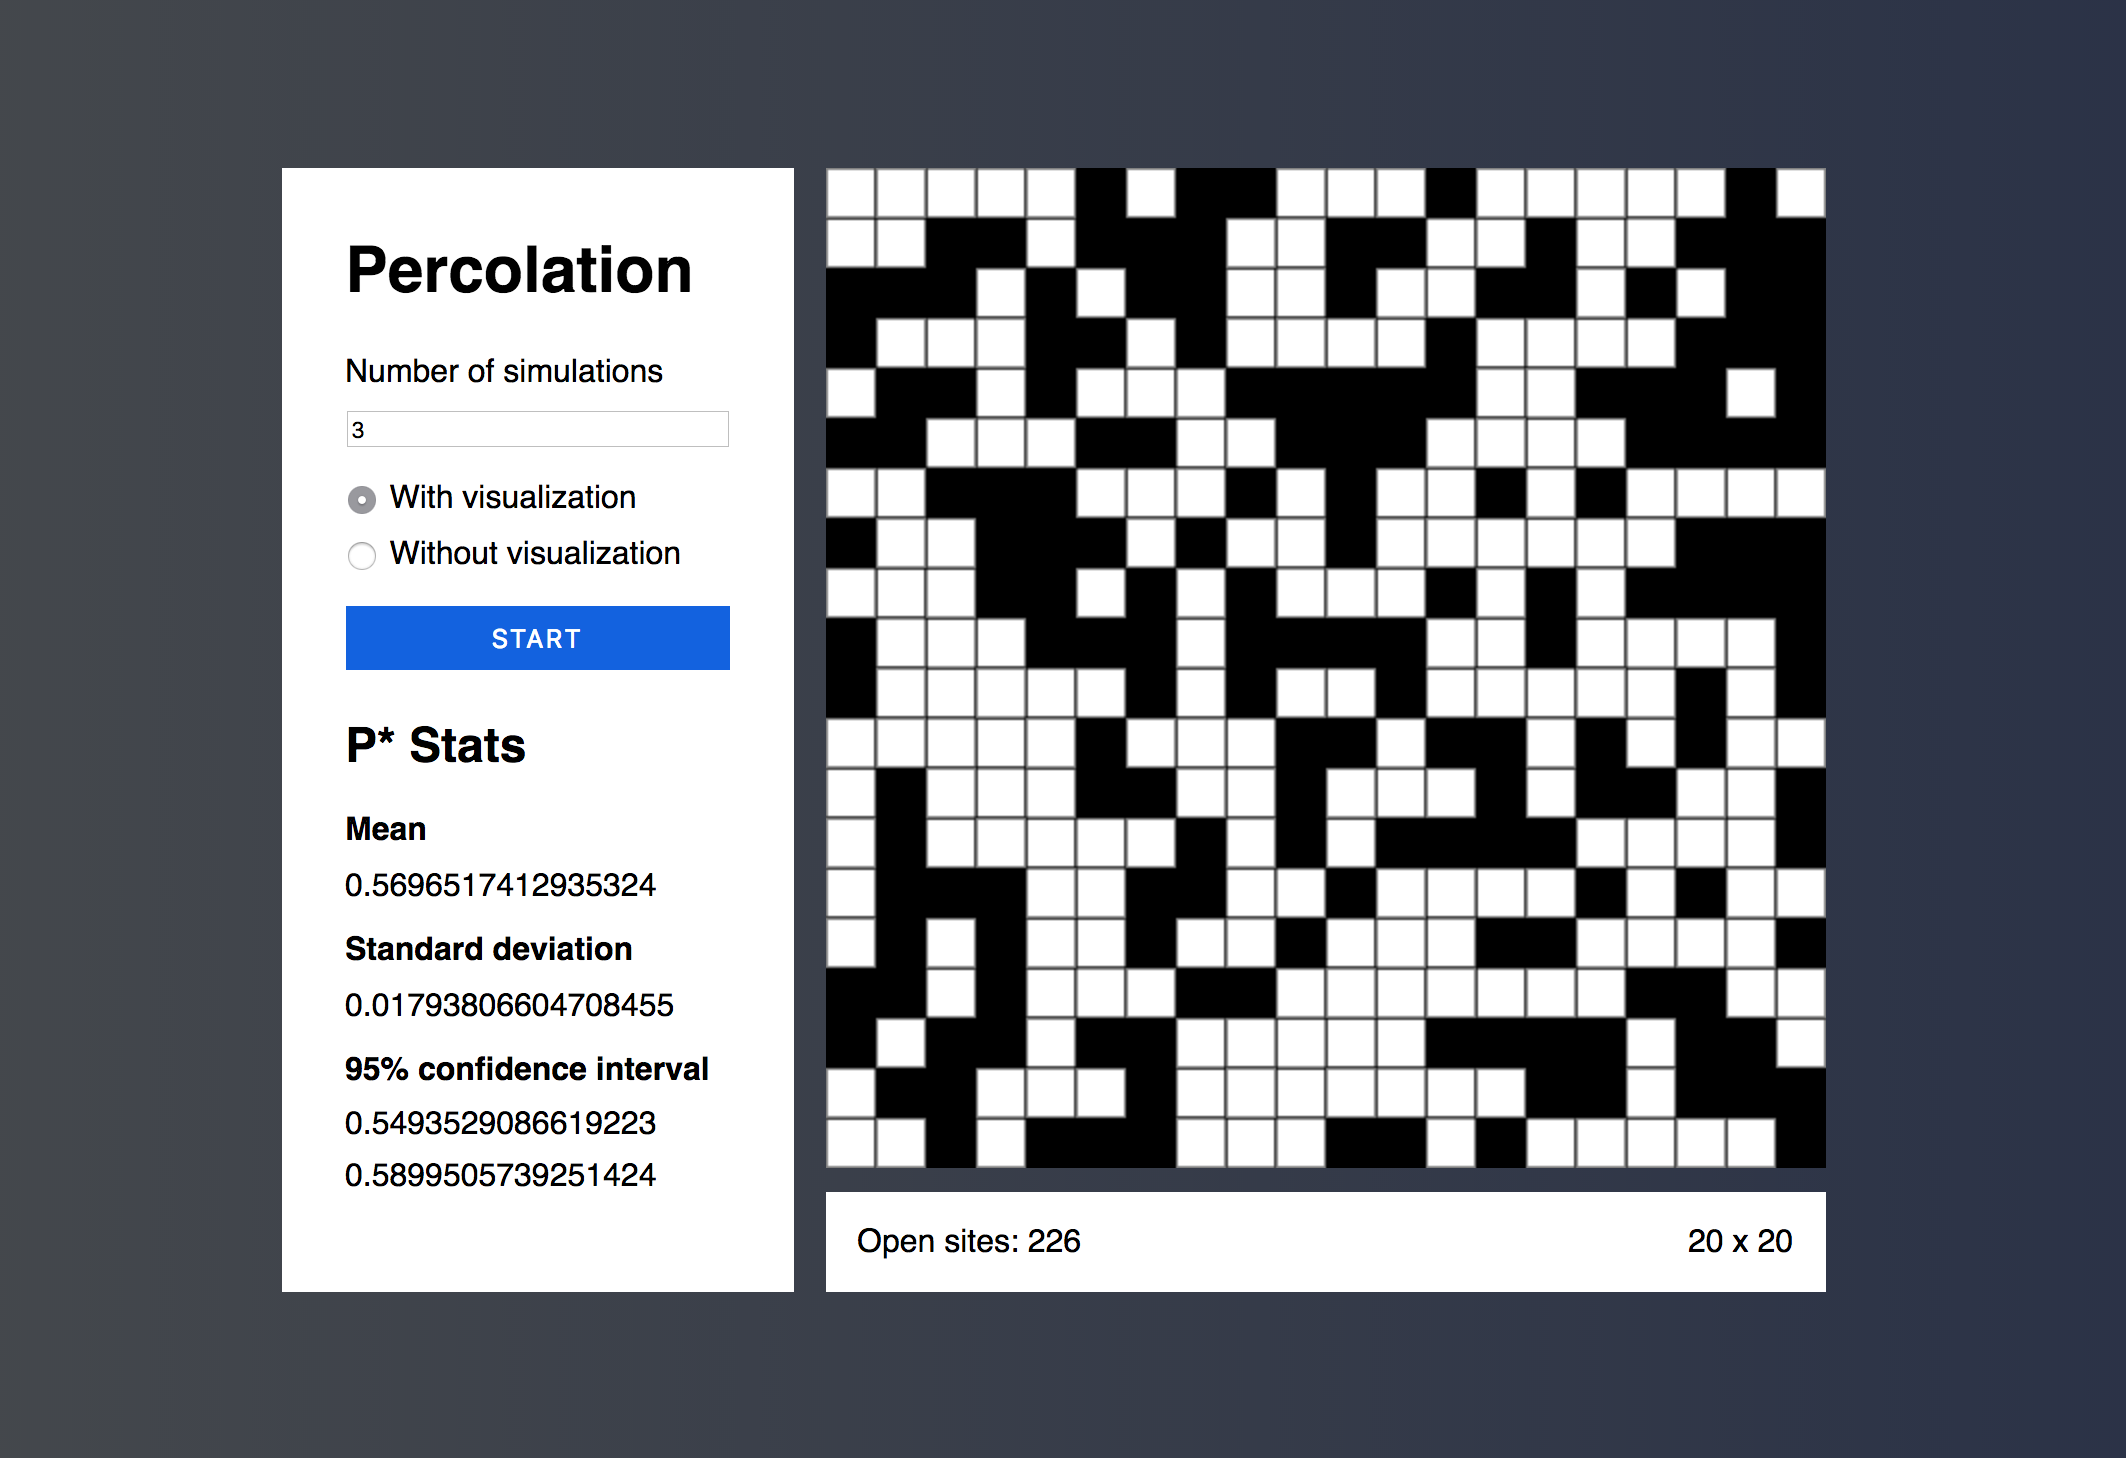 Percolation
Number of simulations
3
With visualization
Without visualization
START
P* Stats
Mean
0.5696517412935324
Standard deviation
0.01793806604708455
95% confidence interval
0.5493529086619223
0.5899505739251424
Open sites: 226
20 x 20